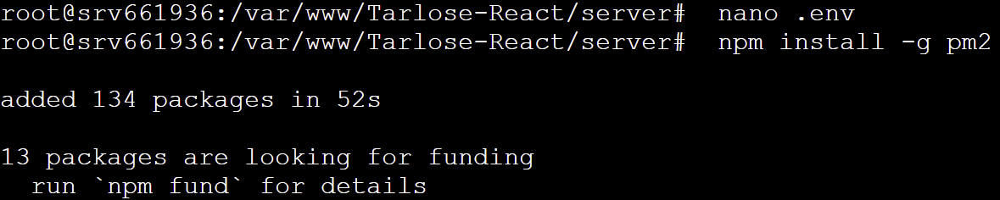 root@srv661936:/var/www/Tarlose-React/server#  nano .env
root@srv661936:/var/www/Tarlose-React/server#  npm install -g pm2
added 134 packages in 52s
13 packages are looking for funding
  run `npm fund` for details